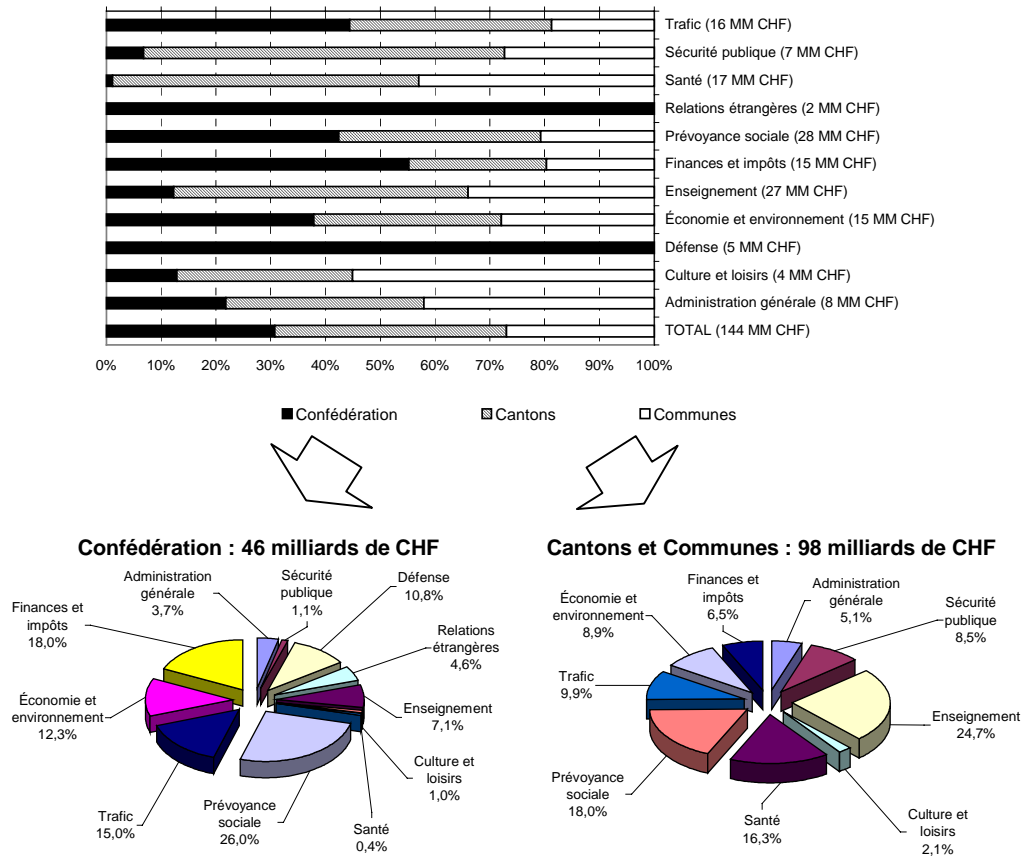 Trafic (16 MM CHF)
Sécurité publique (7 MM CHF)
Santé (17 MM CHF)
Relations étrangères (2 MM CHF)
Prévoyance sociale (28 MM CHF)
Finances et impôts (15 MM CHF)
Enseignement (27 MM CHF)
Économie et environnement (15 MM CHF)
Défense (5 MM CHF)
Culture et loisirs (4 MM CHF)
Administration générale (8 MM CHF)
TOTAL (144 MM CHF)
0% 10% 20% 30% 40% 50% 60% 70% 80% 90% 100%
Confédération Cantons Communes
Confédération : 46 milliards de CHF
Administration
générale
3,7%
Sécurité
publique
1,1%
Défense
10,8%
Relations
étrangères
4,6%
Enseignement
7,1%
Culture et
loisirs
1,0%
Santé
0,4%
Prévoyance
sociale
26,0%
Trafic
15,0%
Économie et
environnement
12,3%
Finances et
impôts
18,0%
Cantons et Communes : 98 milliards de CHF
Finances et
impôts
6,5%
Administration
générale
5,1%
Sécurité
publique
8,5%
Enseignement
24,7%
Culture et
loisirs
2,1%
Santé
16,3%
Prévoyance
sociale
18,0%
Trafic
9,9%
Économie et
environnement
8,9%